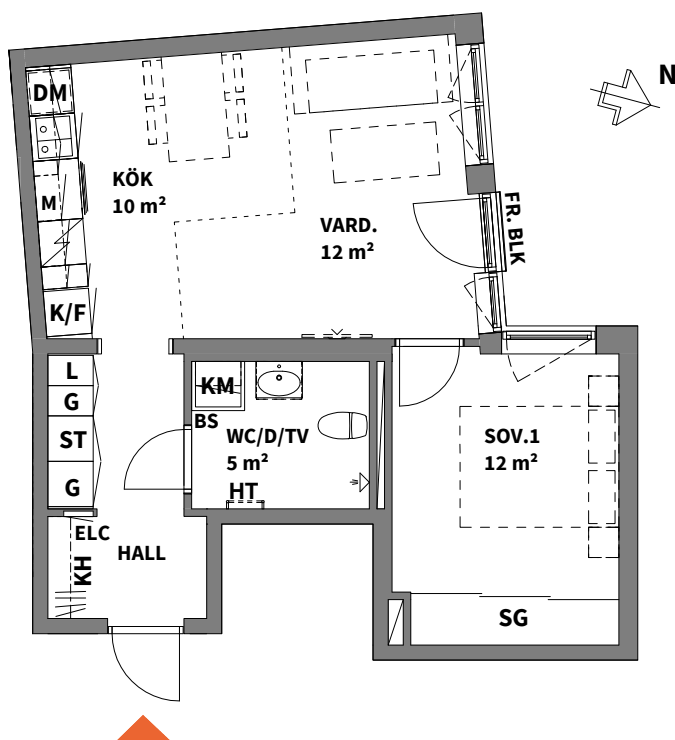 N
DM
KÖK
10 m²
M
VARD.
12 m²
FR. BLK
K/F
L
G
ST
G
KM
BS
WC/D/TV
5 m²
HT
SOV.1
12 m²
ELC
KH
HALL
SG